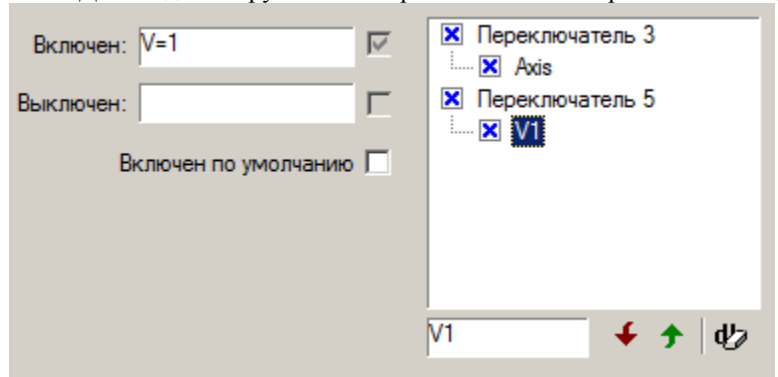 Включен: V=1
Выключен:
Включен по умолчанию
Переключатель 3
Axis
Переключатель 5
V1
V1